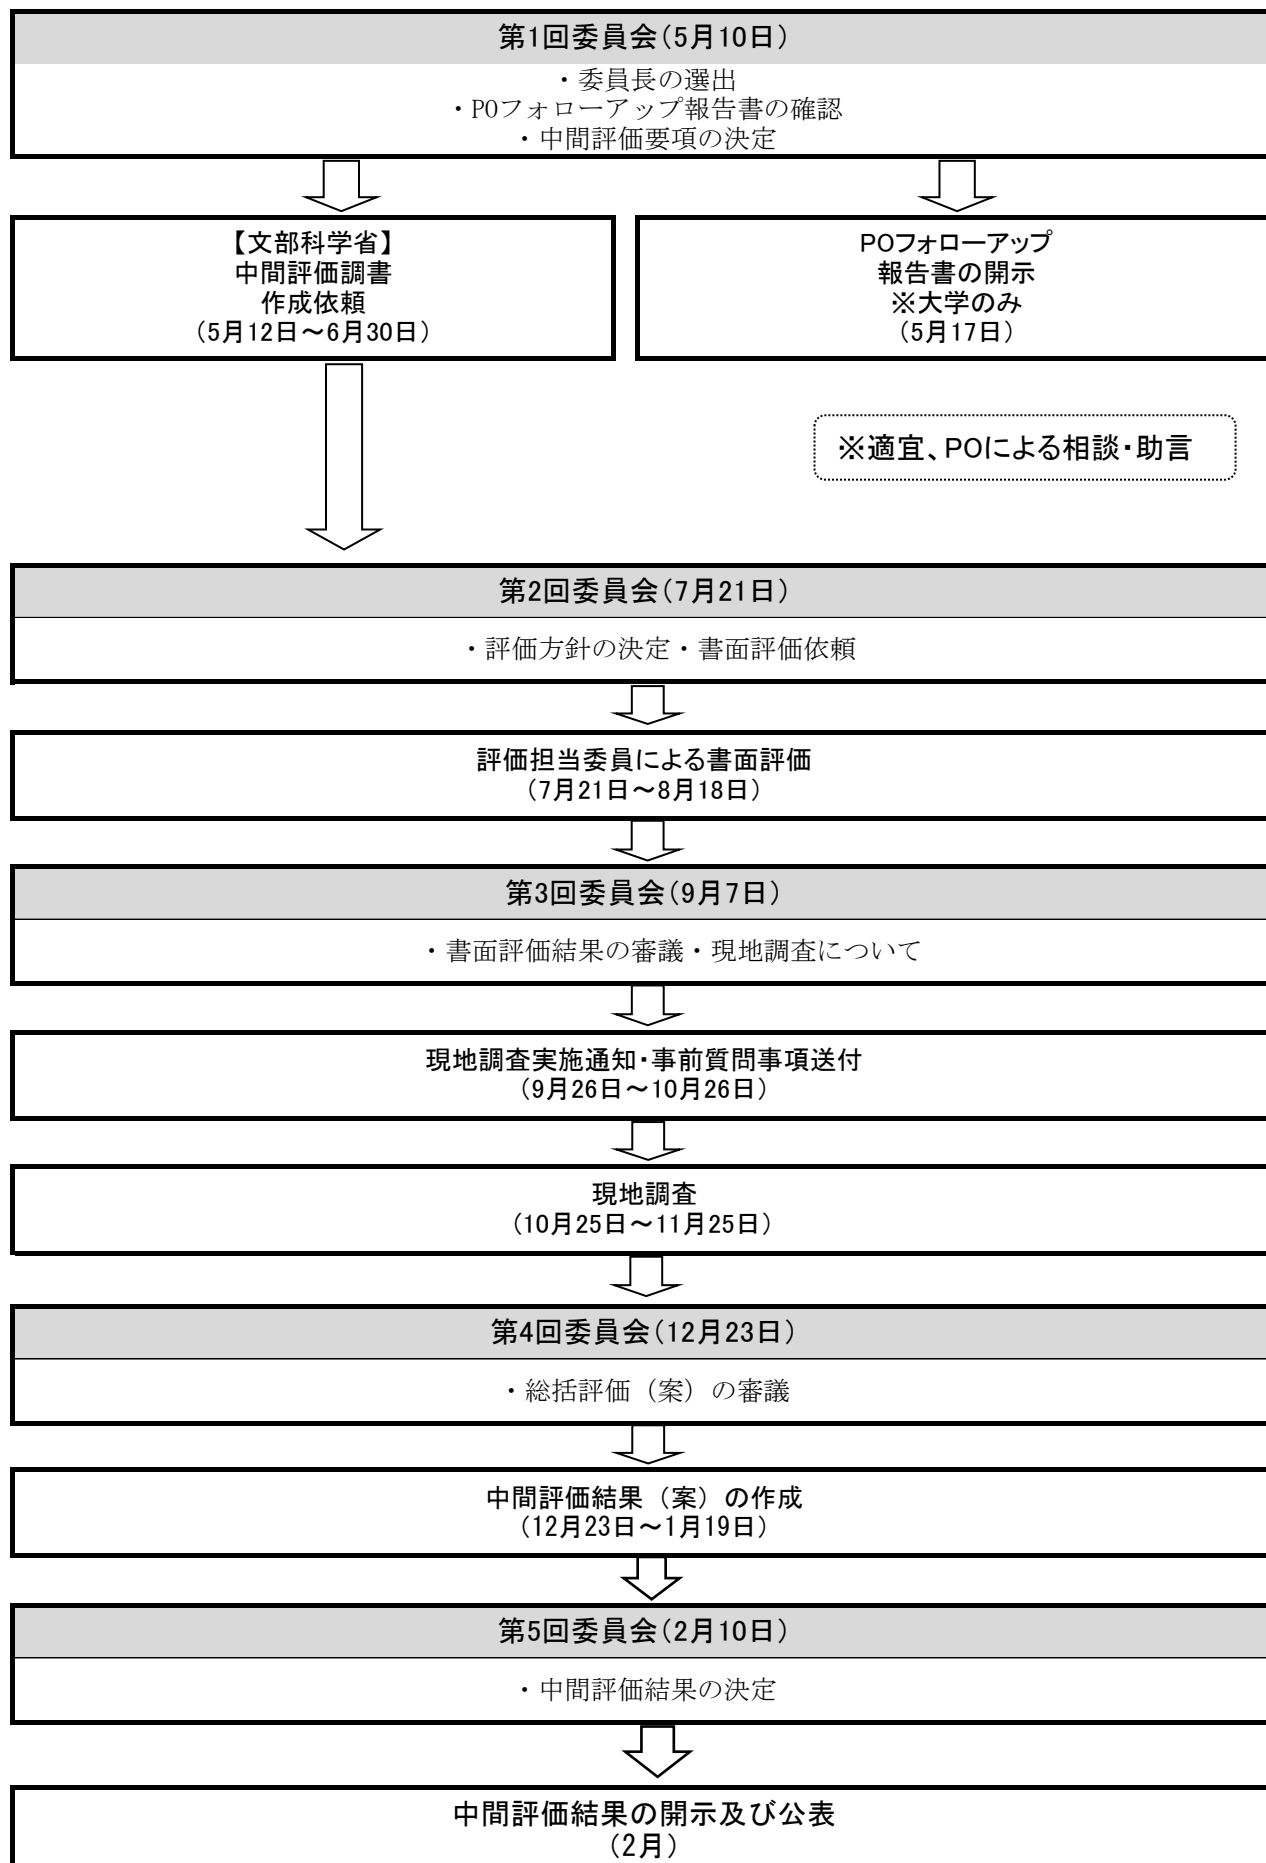 第1回委員会（5月10日）
・委員長の選出
・POフォローアップ報告書の確認
・中間評価要項の決定
【文部科学省】
中間評価調書
作成依頼
（5月12日～6月30日）
POフォローアップ
報告書の開示
※大学のみ
（5月17日）
※適宜、POによる相談・助言
第2回委員会（7月21日）
・評価方針の決定・書面評価依頼
評価担当委員による書面評価
（7月21日～8月18日）
第3回委員会（9月7日）
・書面評価結果の審議・現地調査について
現地調査実施通知・事前質問事項送付
（9月26日～10月26日）
現地調査
（10月25日～11月25日）
第4回委員会（12月23日）
・総括評価（案）の審議
中間評価結果（案）の作成
（12月23日～1月19日）
第5回委員会（2月10日）
・中間評価結果の決定
中間評価結果の開示及び公表
（2月）